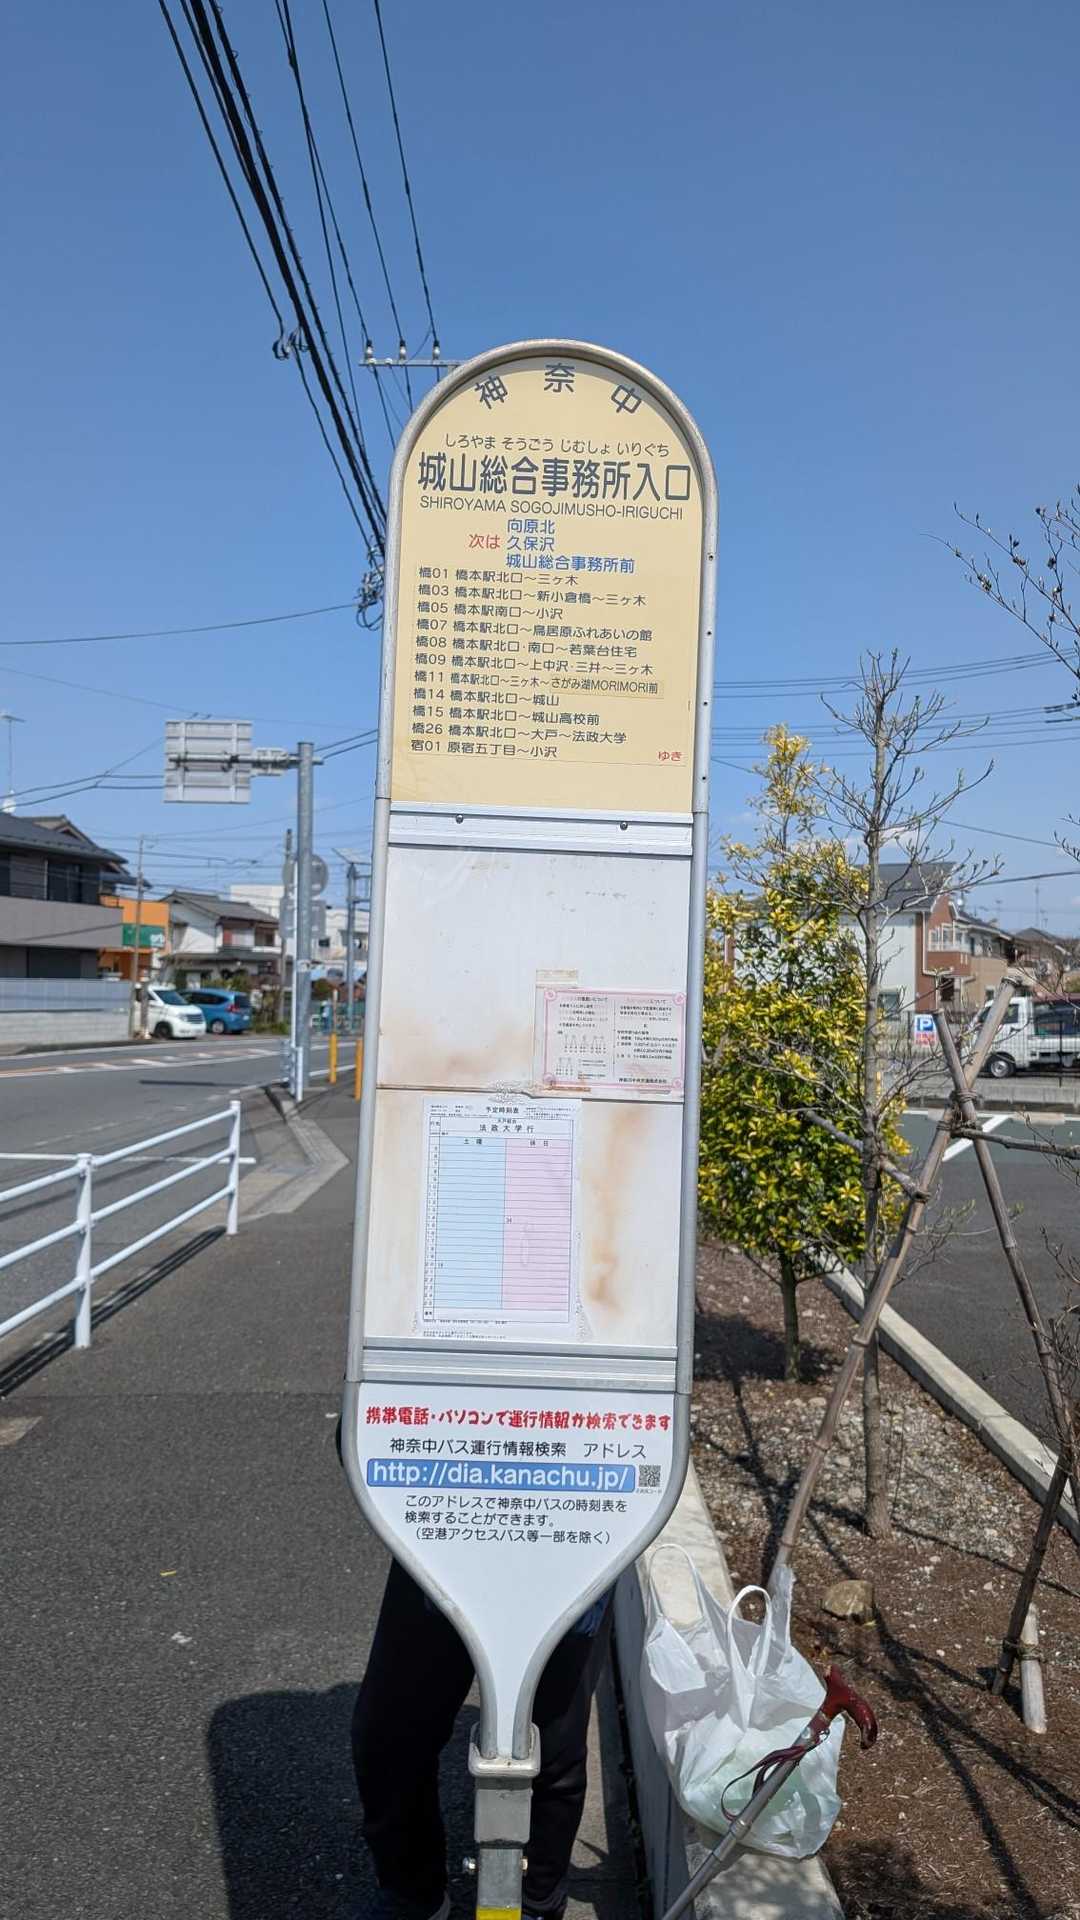 神奈中
しろやま そうごう じむしょ いりぐち
城山総合事務所入口
SHIROYAMA SOGOJIMUSHO-IRIGUCHI
向原北
次は 久保沢
城山総合事務所前
橋01 橋本駅北口～三ヶ木
橋03 橋本駅北口～新小倉橋～三ヶ木
橋05 橋本駅南口～小沢
橋07 橋本駅北口～鳥居原ふれあいの館
橋08 橋本駅北口・南口～若葉台住宅
橋09 橋本駅北口～上中沢・三井～三ヶ木
橋11 橋本駅北口～三ヶ木～さがみ湖MORIMORI前
橋14 橋本駅北口～城山
橋15 橋本駅北口～城山高校前
橋26 橋本駅北口～大戸～法政大学
宿01 原宿五丁目～小沢
ゆき
予定時刻表
法政大学行
土曜 休日
携帯電話・パソコンで運行情報が検索できます
神奈中バス運行情報検索 アドレス
http://dia.kanachu.jp/
このアドレスで神奈中バスの時刻表を
検索することができます。
（空港アクセスバス等一部を除く）
P